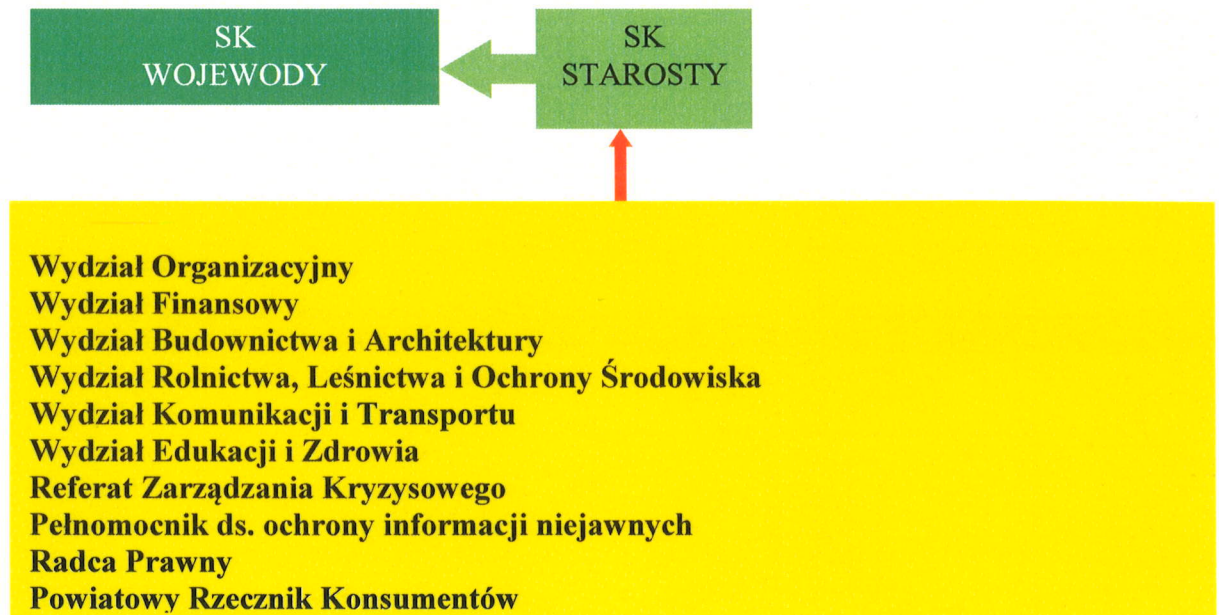 SK
WOJEWODY
SK
STAROSTY
Wydział Organizacyjny
Wydział Finansowy
Wydział Budownictwa i Architektury
Wydział Rolnictwa, Leśnictwa i Ochrony Środowiska
Wydział Komunikacji i Transportu
Wydział Edukacji i Zdrowia
Referat Zarządzania Kryzysowego
Pełnomocnik ds. ochrony informacji niejawnych
Radca Prawny
Powiatowy Rzecznik Konsumentów